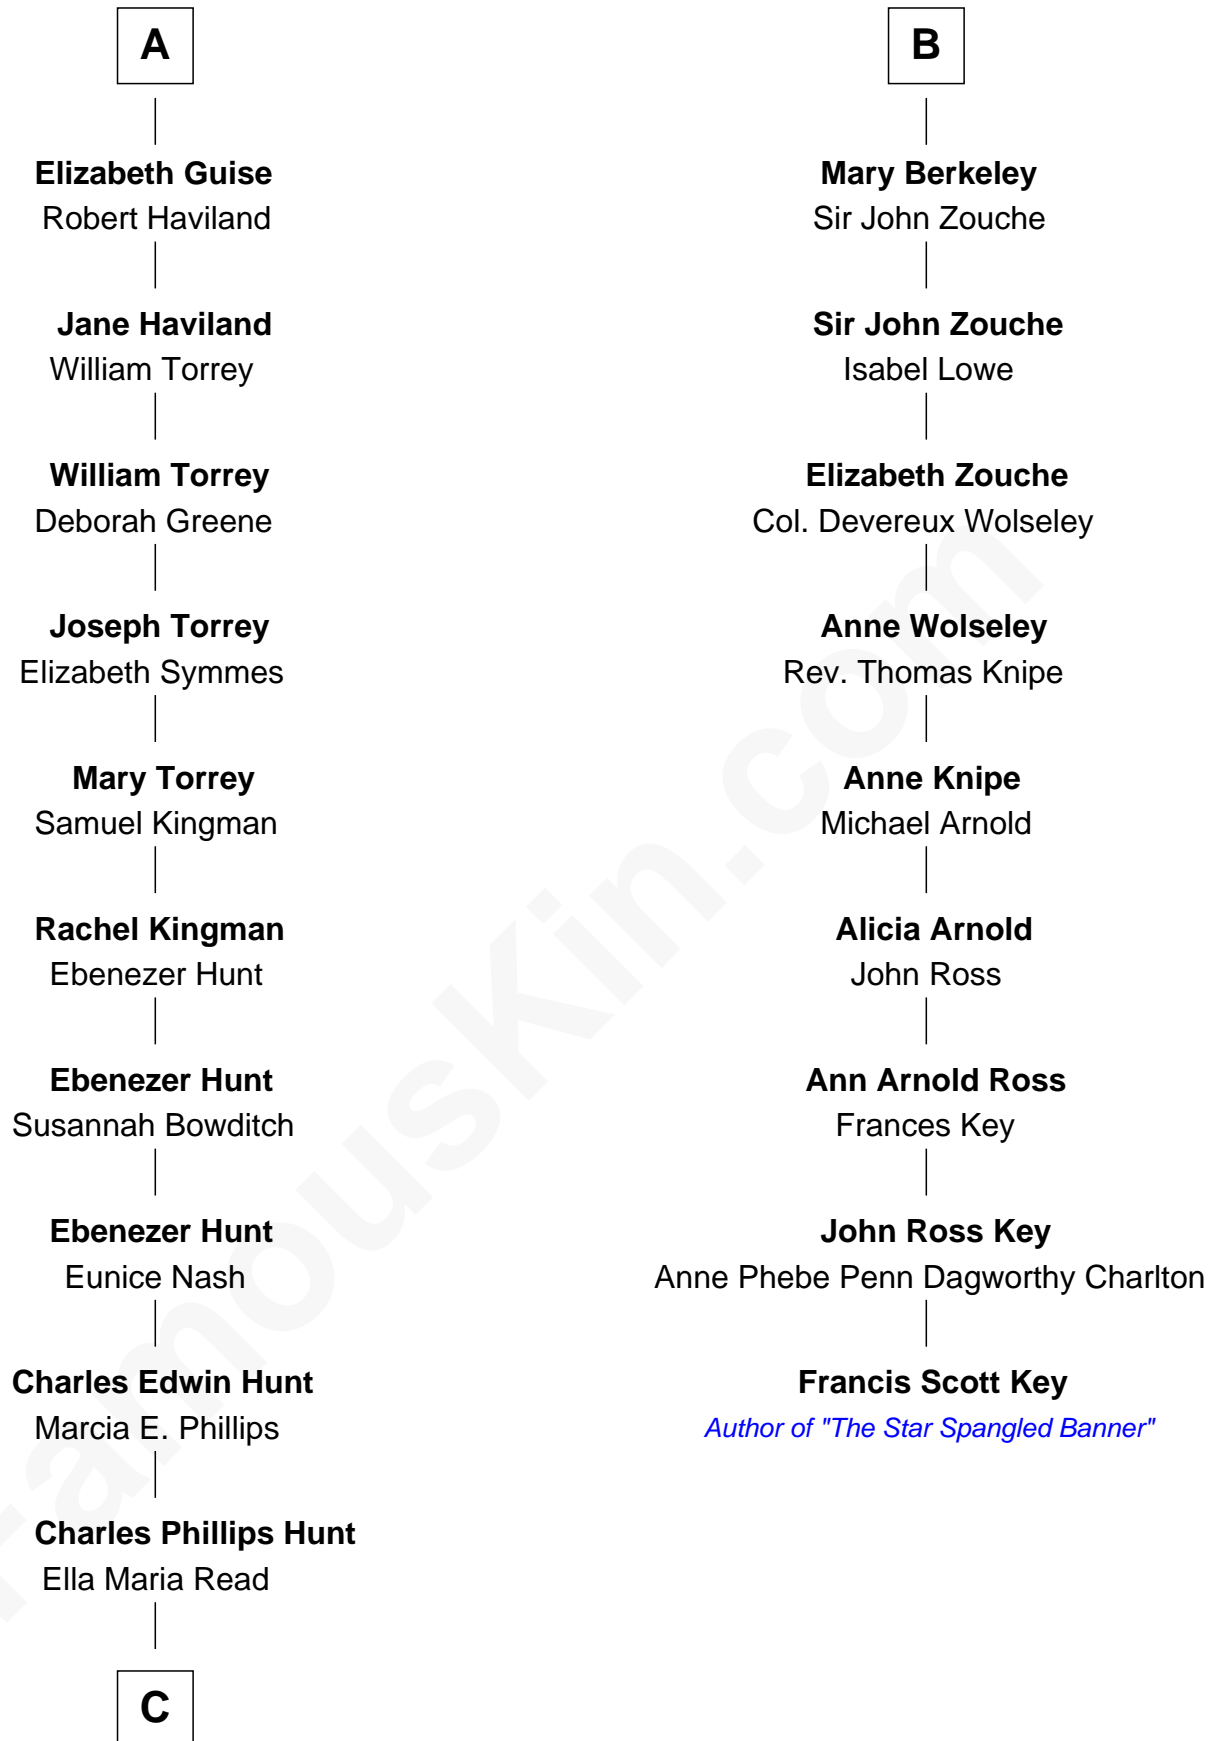 A
Elizabeth Guise
Robert Haviland
Jane Haviland
William Torrey
William Torrey
Deborah Greene
Joseph Torrey
Elizabeth Symmes
Mary Torrey
Samuel Kingman
Rachel Kingman
Ebenezer Hunt
Ebenezer Hunt
Susannah Bowditch
Ebenezer Hunt
Eunice Nash
Charles Edwin Hunt
Marcia E. Phillips
Charles Phillips Hunt
Ella Maria Read
C
B
Mary Berkeley
Sir John Zouche
Sir John Zouche
Isabel Lowe
Elizabeth Zouche
Col. Devereux Wolseley
Anne Wolseley
Rev. Thomas Knipe
Anne Knipe
Michael Arnold
Alicia Arnold
John Ross
Ann Arnold Ross
Frances Key
John Ross Key
Anne Phebe Penn Dagworthy Charlton
Francis Scott Key
Author of "The Star Spangled Banner"
FamousKin.com